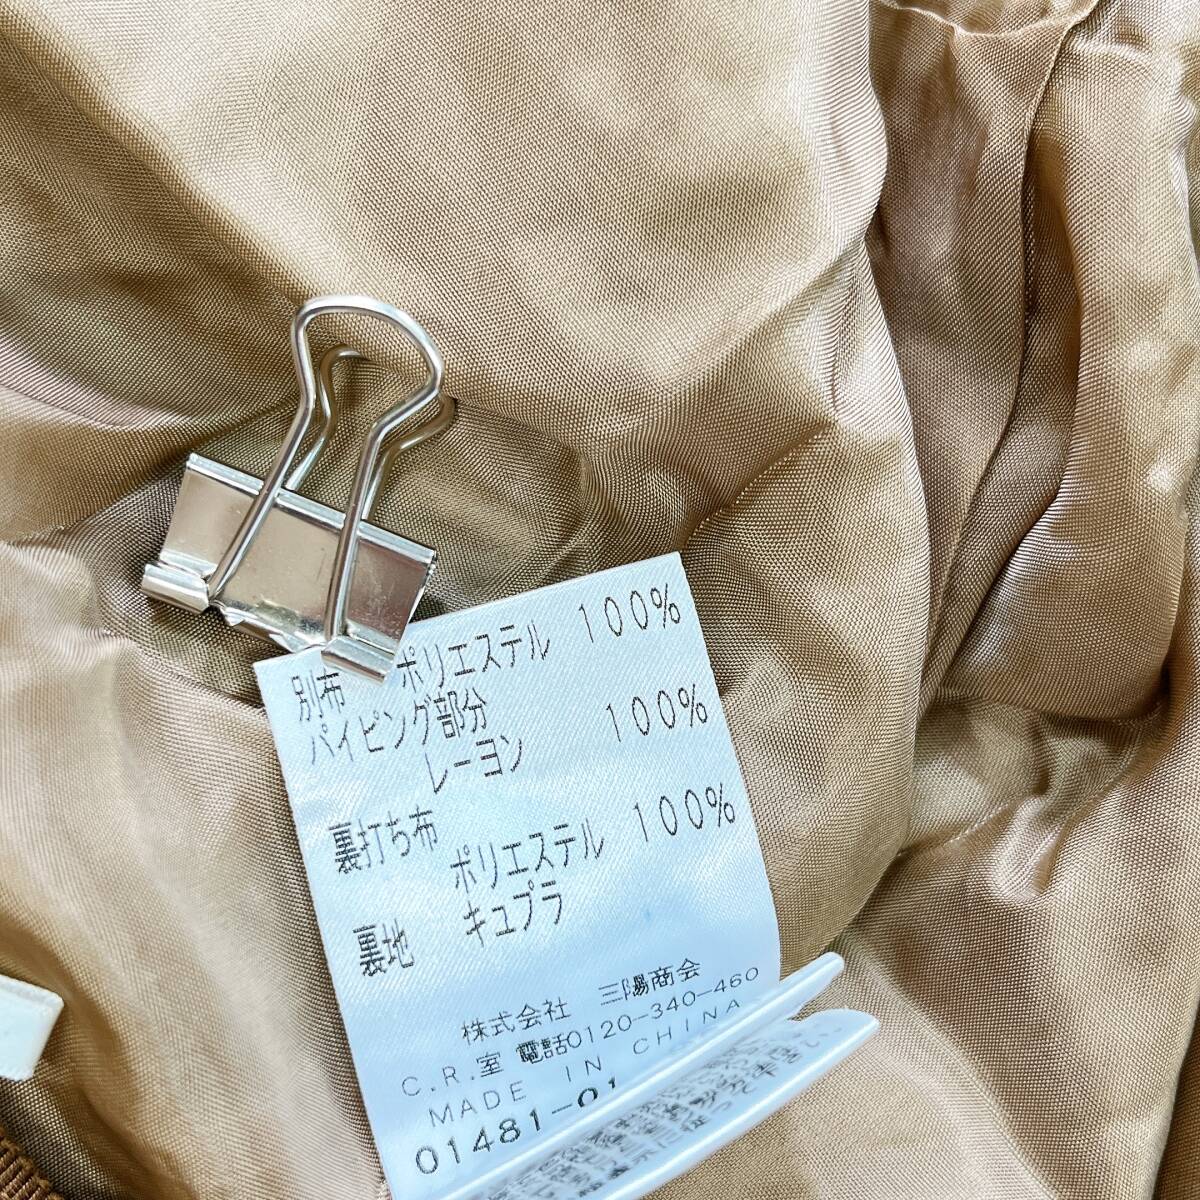 別布 ポリエステル 100%
パイピング部分
レーヨン 100%
裏打ち布
ポリエステル 100%
裏地 キュプラ
株式会社 三陽商会
C.R.室 電話0120-340-460
MADE IN CHINA
01481-01